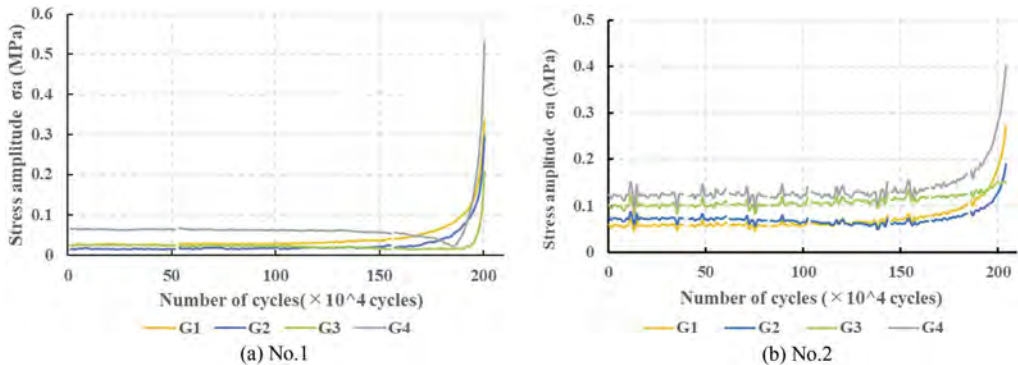 0.6
0.5
0.4
0.3
0.2
0.1
0
Stress amplitude σa (MPa)
0 50 100 150 200
Number of cycles(×10^4 cycles)
G1 G2 G3 G4
(a) No.1
0.5
0.4
0.3
0.2
0.1
0
Stress amplitude σa (MPa)
0 50 100 150 200
Number of cycles (×10^4 cycles)
G1 G2 G3 G4
(b) No.2